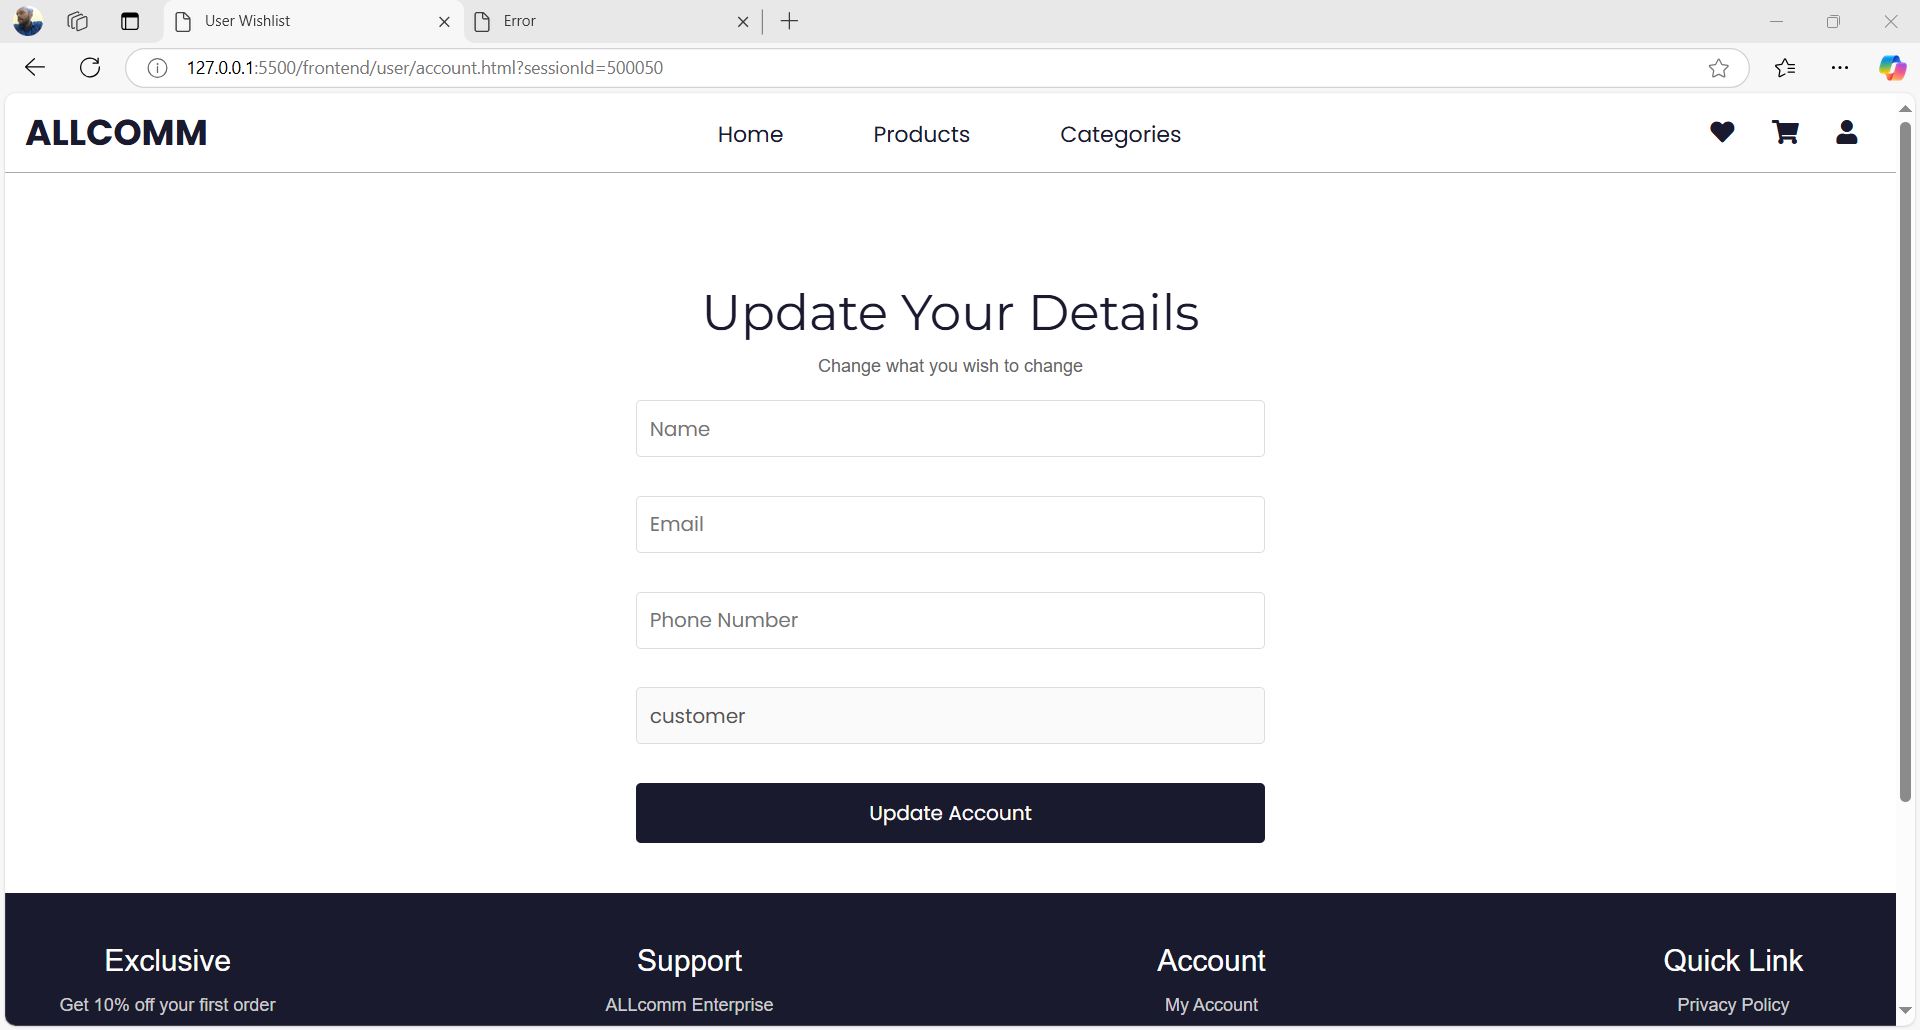 User Wishlist
Error
127.0.0.1:5500/frontend/user/account.html?sessionId=500050
ALLCOMM
Home
Products
Categories
Update Your Details
Change what you wish to change
Name
Email
Phone Number
customer
Update Account
Exclusive
Support
Account
Quick Link
Get 10% off your first order
ALLcomm Enterprise
My Account
Privacy Policy